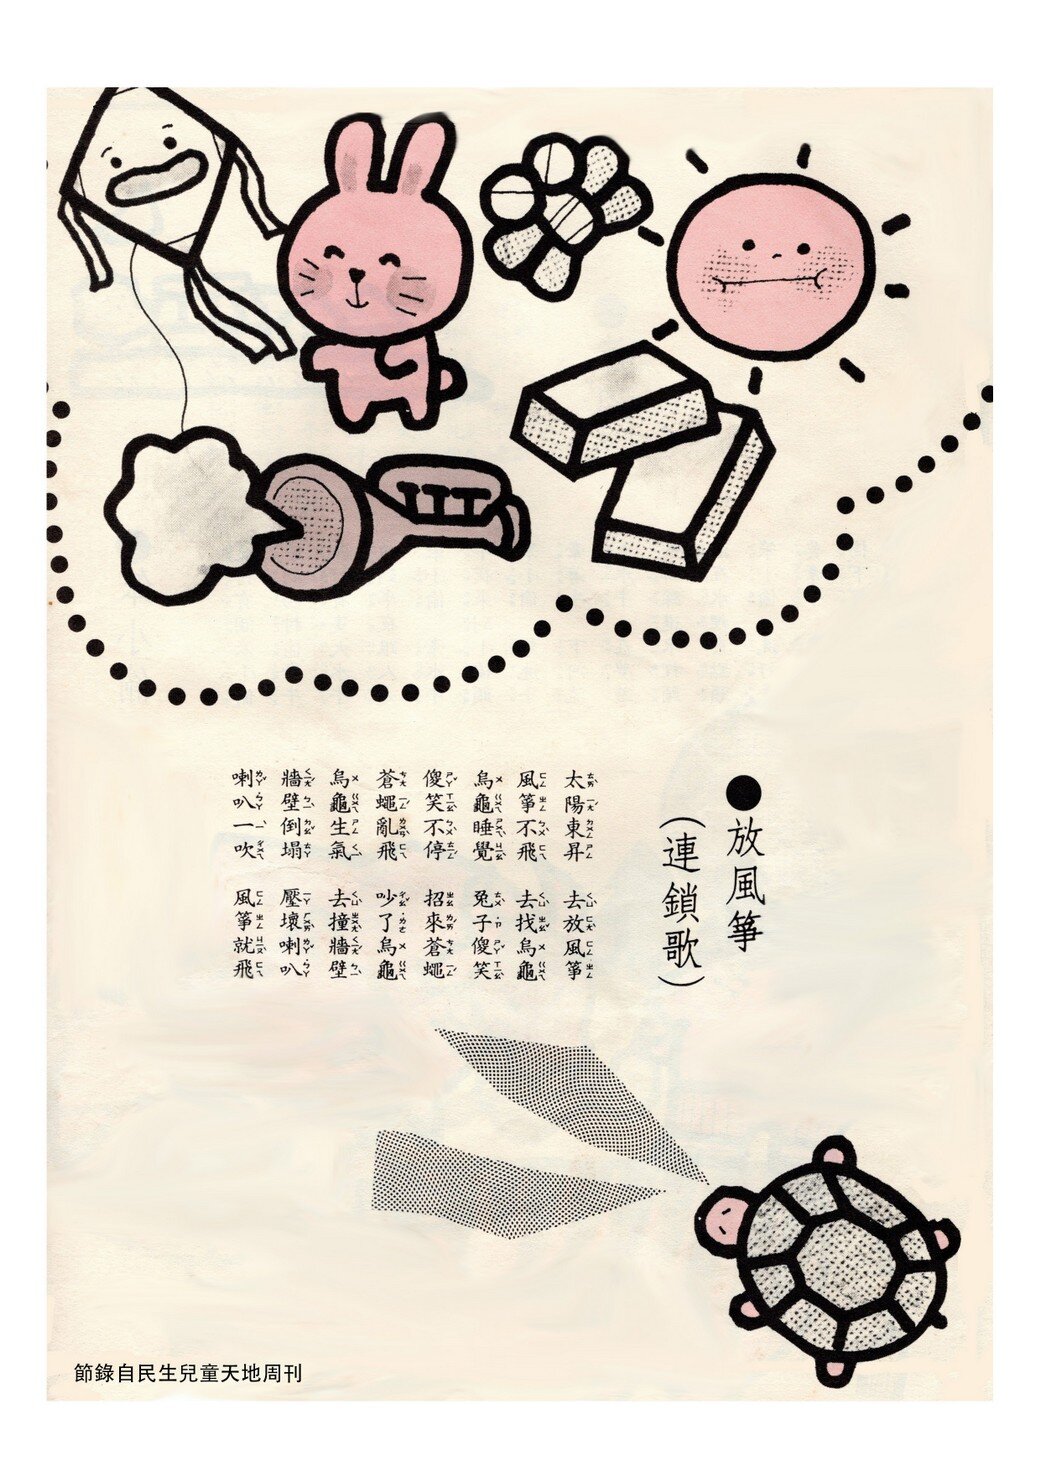 ●放風箏
(連鎖歌)
太陽東昇 去放風箏
風箏不飛 去找烏龜
烏龜睡覺 兔子傻笑
傻笑不停 招來蒼蠅
蒼蠅亂飛 吵了烏龜
烏龜生氣 去撞牆壁
牆壁倒塌 壓壞喇叭
喇叭一吹 風箏就飛
節錄自民生兒童天地周刊